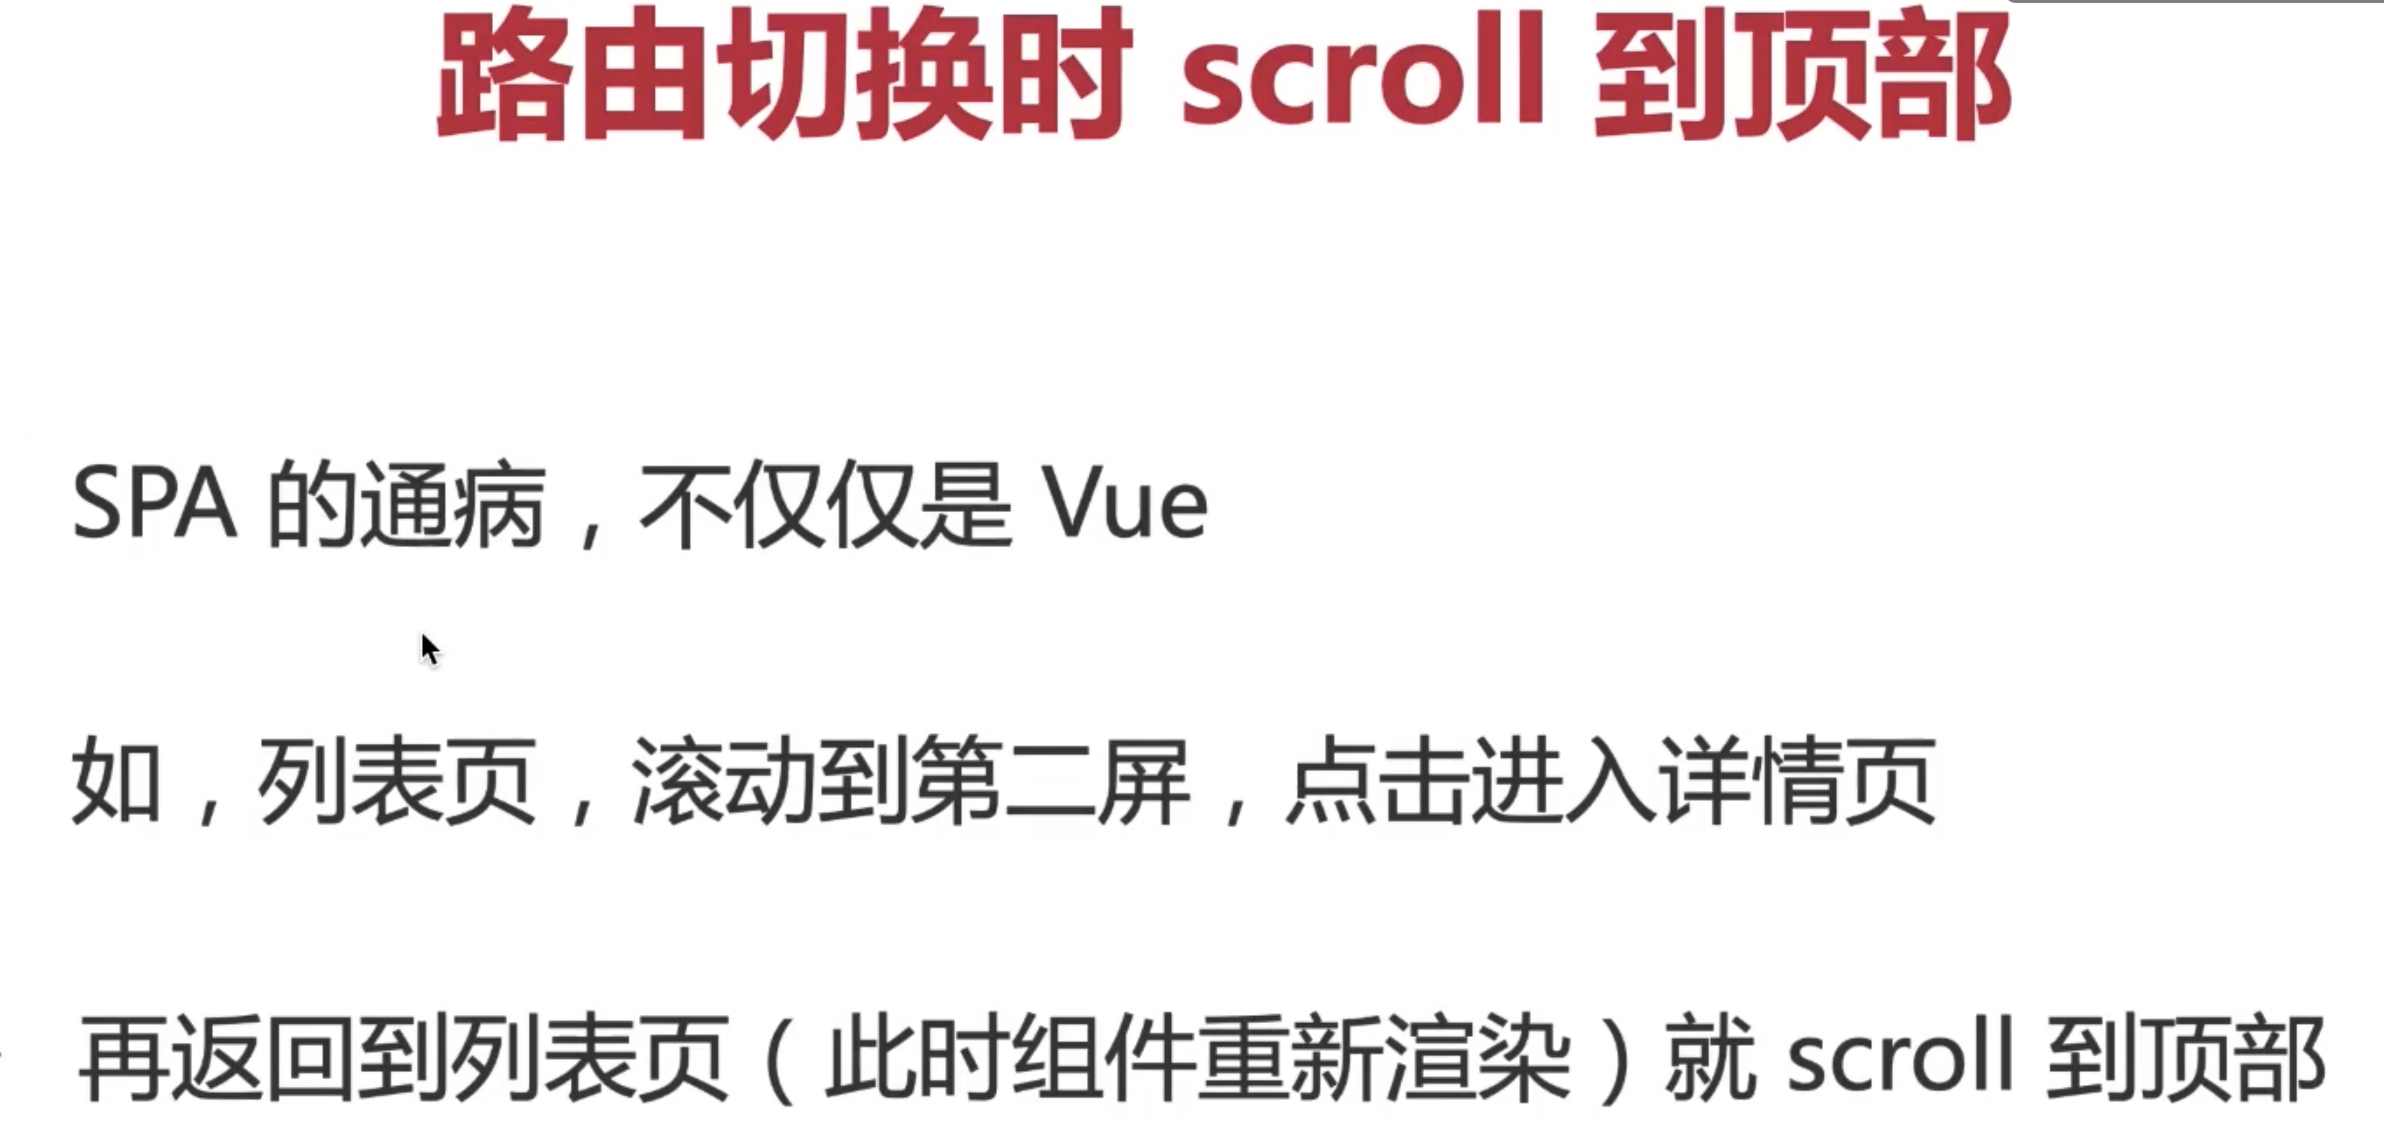 路由切换时 scroll 到顶部
SPA 的通病，不仅仅是 Vue
如，列表页，滚动到第二屏，点击进入详情页
再返回到列表页（此时组件重新渲染）就 scroll 到顶部